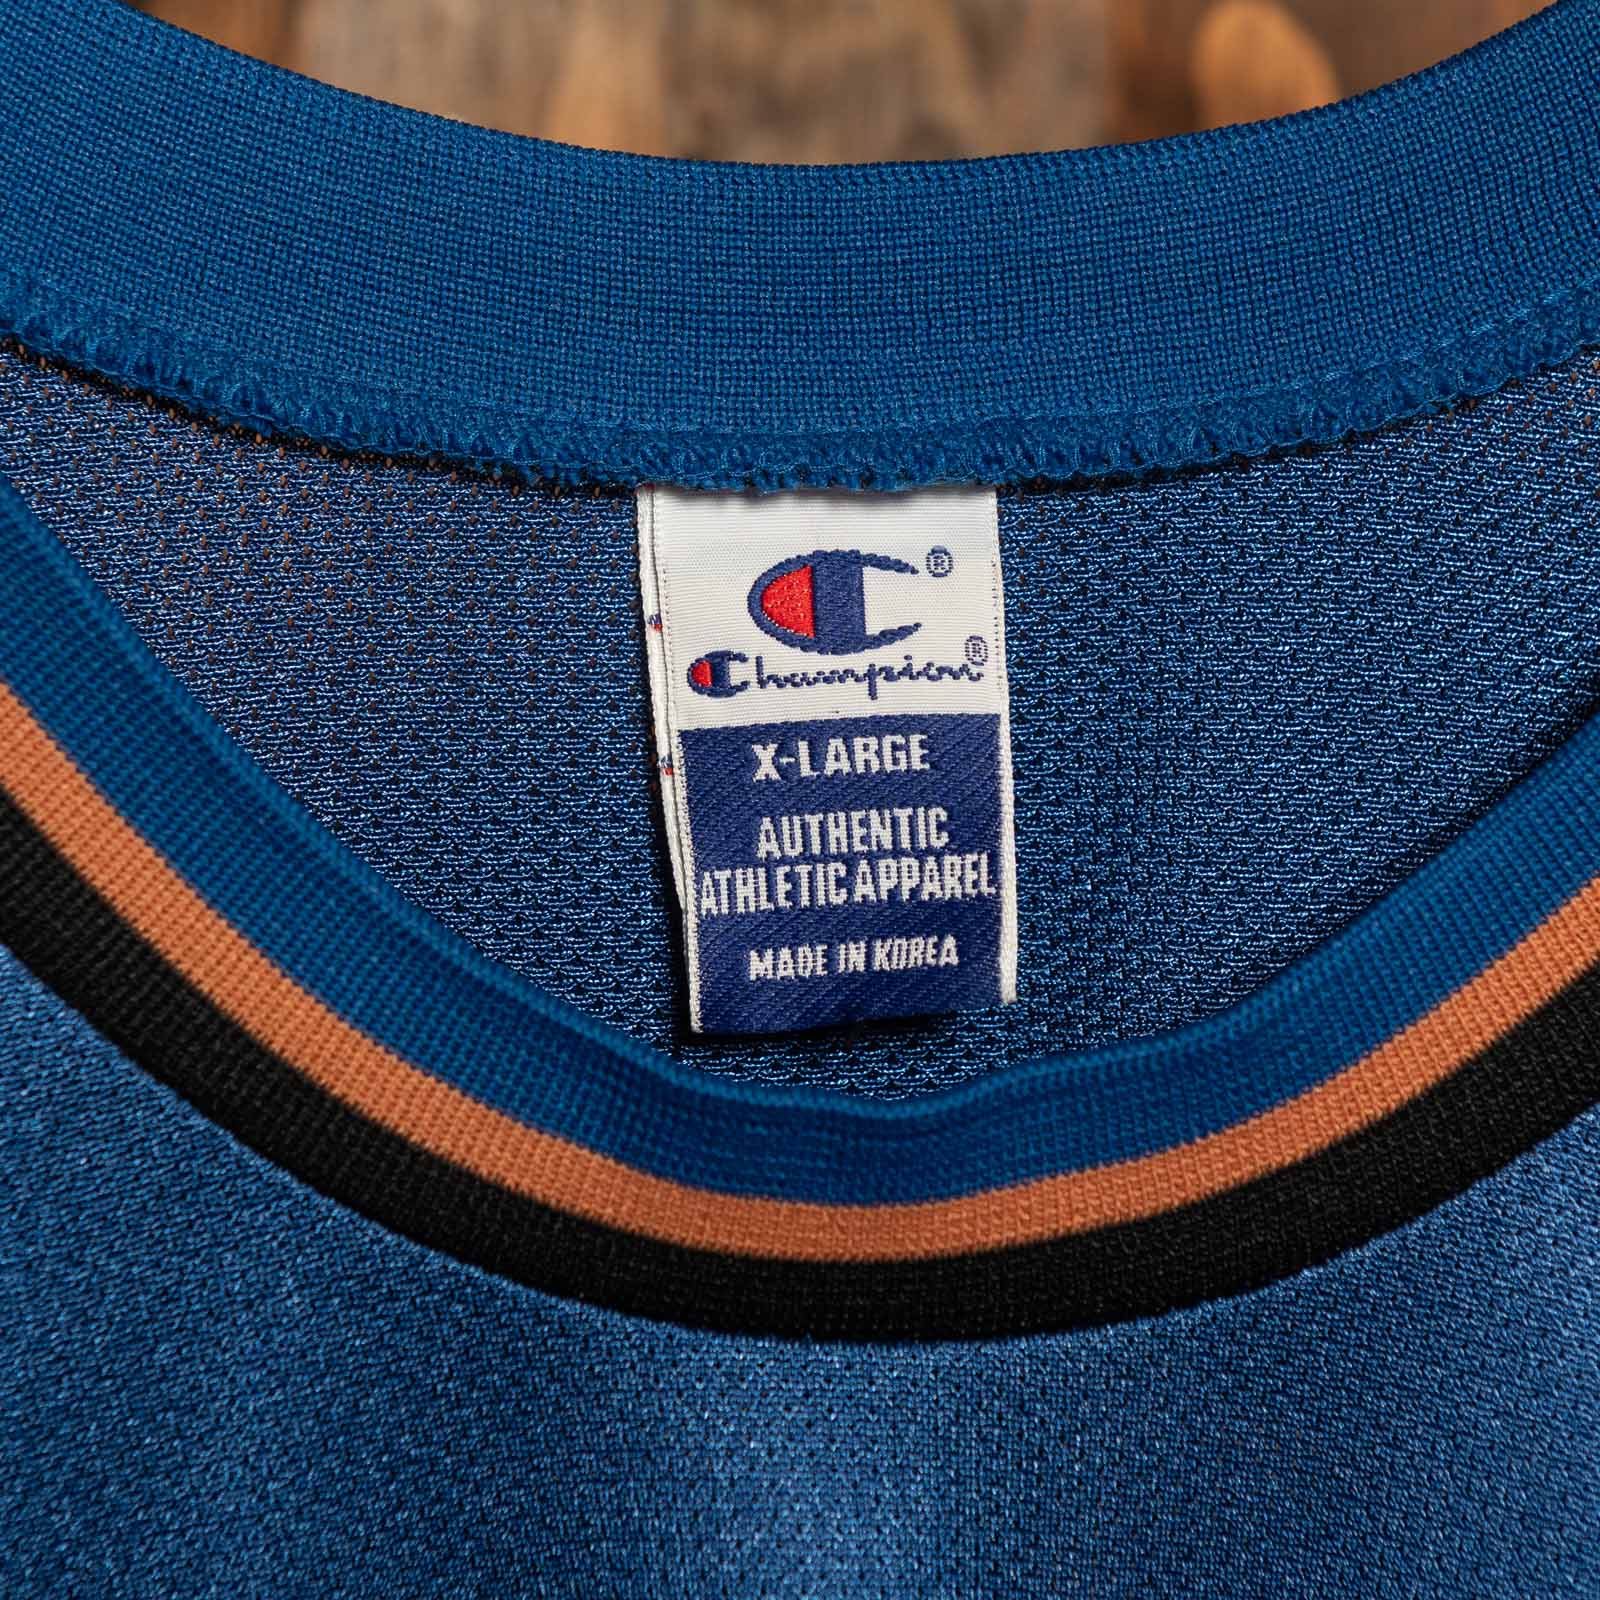 ®
Champion®
X-LARGE
AUTHENTIC
ATHLETIC APPAREL
MADE IN KOREA